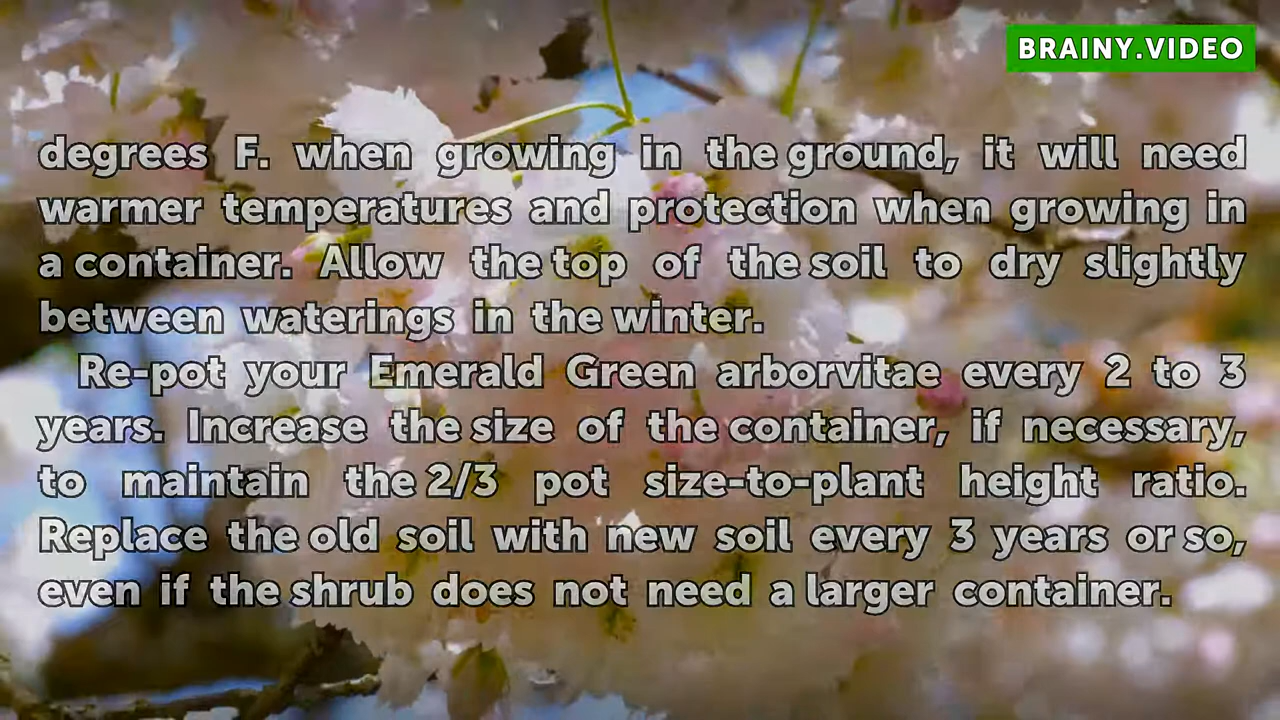 BRAINY.VIDEO
degrees F. when growing in the ground, it will need
warmer temperatures and protection when growing in
a container. Allow the top of the soil to dry slightly
between waterings in the winter.
Re-pot your Emerald Green arborvitae every 2 to 3
years. Increase the size of the container, if necessary,
to maintain the 2/3 pot size-to-plant height ratio.
Replace the old soil with new soil every 3 years or so,
even if the shrub does not need a larger container.